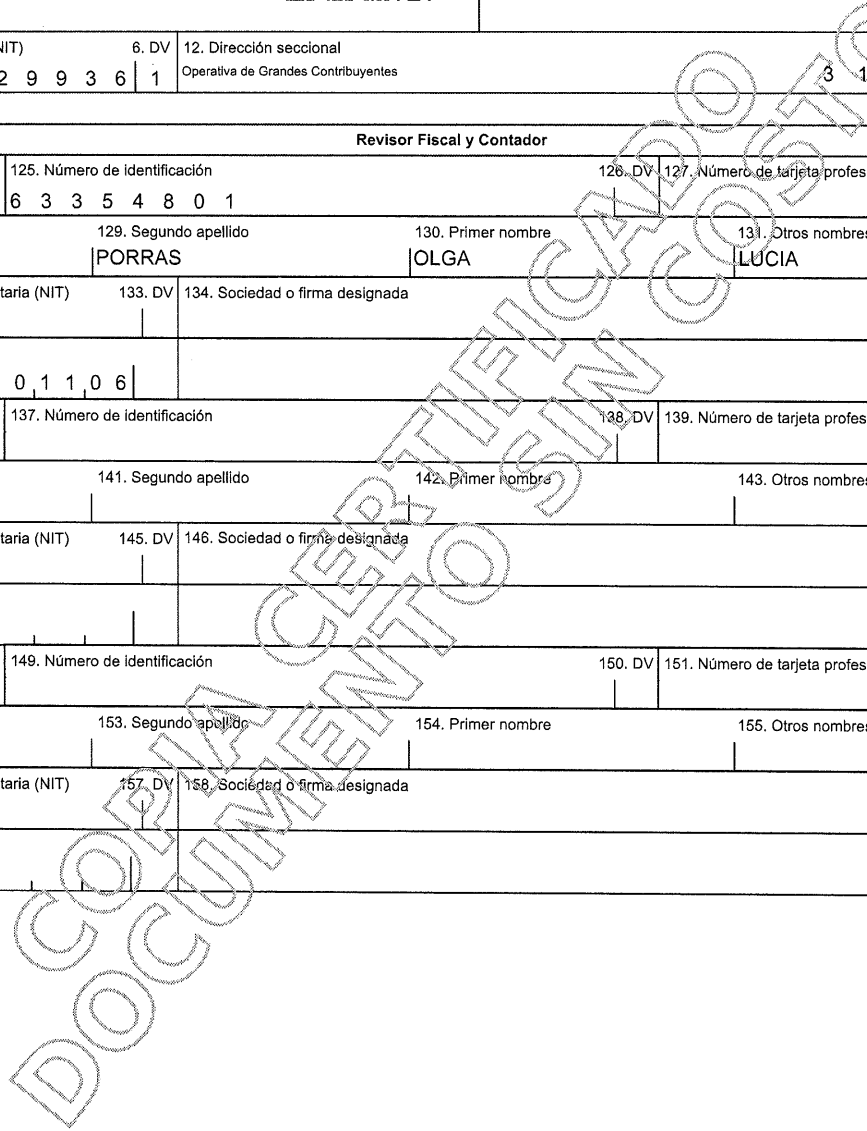 NIT) 6. DV 12. Dirección seccional
2 9 9 3 6 1 Operativa de Grandes Contribuyentes 3 1
Revisor Fiscal y Contador
125. Número de identificación 126. DV 127. Número de tarjeta profes
6 3 3 5 4 8 0 1
129. Segundo apellido 130. Primer nombre 131. Otros nombres
PORRAS OLGA LUCIA
taria (NIT) 133. DV 134. Sociedad o firma designada
0 1 1 0 6
137. Número de identificación 138. DV 139. Número de tarjeta profes
141. Segundo apellido 142. Primer nombre 143. Otros nombres
taria (NIT) 145. DV 146. Sociedad o firma designada
149. Número de identificación 150. DV 151. Número de tarjeta profes
153. Segundo apellido 154. Primer nombre 155. Otros nombres
taria (NIT) 157. DV 158. Sociedad o firma designada
COPIA CERTIFICADO
DOCUMENTO SIN COSTO